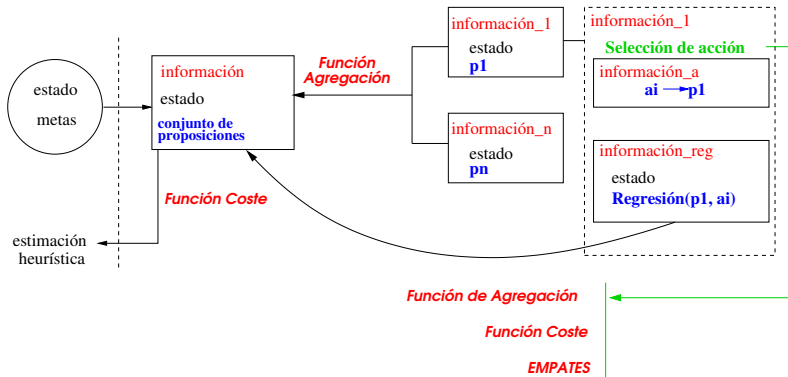 estado
metas
información
estado
conjunto de
proposiciones
Función Coste
estimación
heurística
Función
Agregación
información_1
estado
p1
información_n
estado
pn
información_1
Selección de acción
información_a
ai p1
información_reg
estado
Regresión(p1, ai)
Función de Agregación
Función Coste
EMPATES